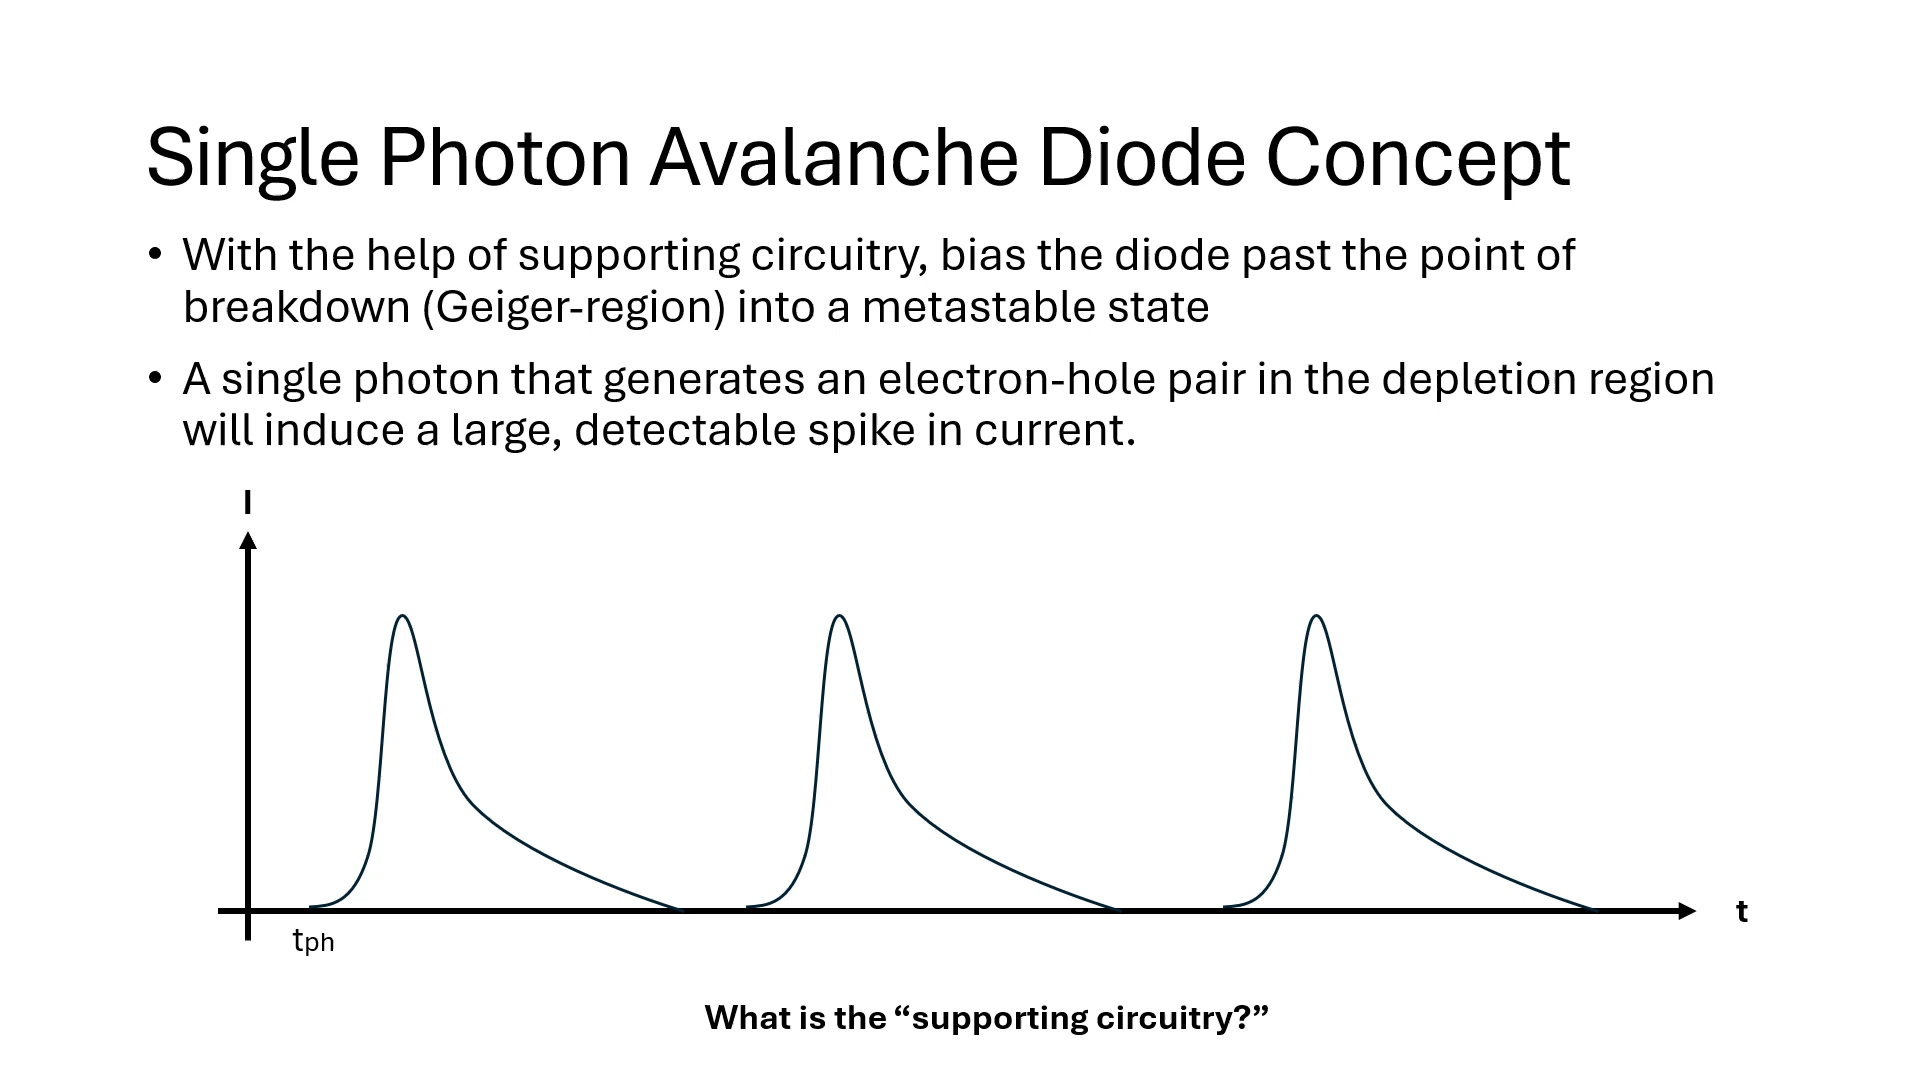 Single Photon Avalanche Diode Concept
• With the help of supporting circuitry, bias the diode past the point of
breakdown (Geiger-region) into a metastable state
• A single photon that generates an electron-hole pair in the depletion region
will induce a large, detectable spike in current.
I
t
tph
What is the “supporting circuitry?”